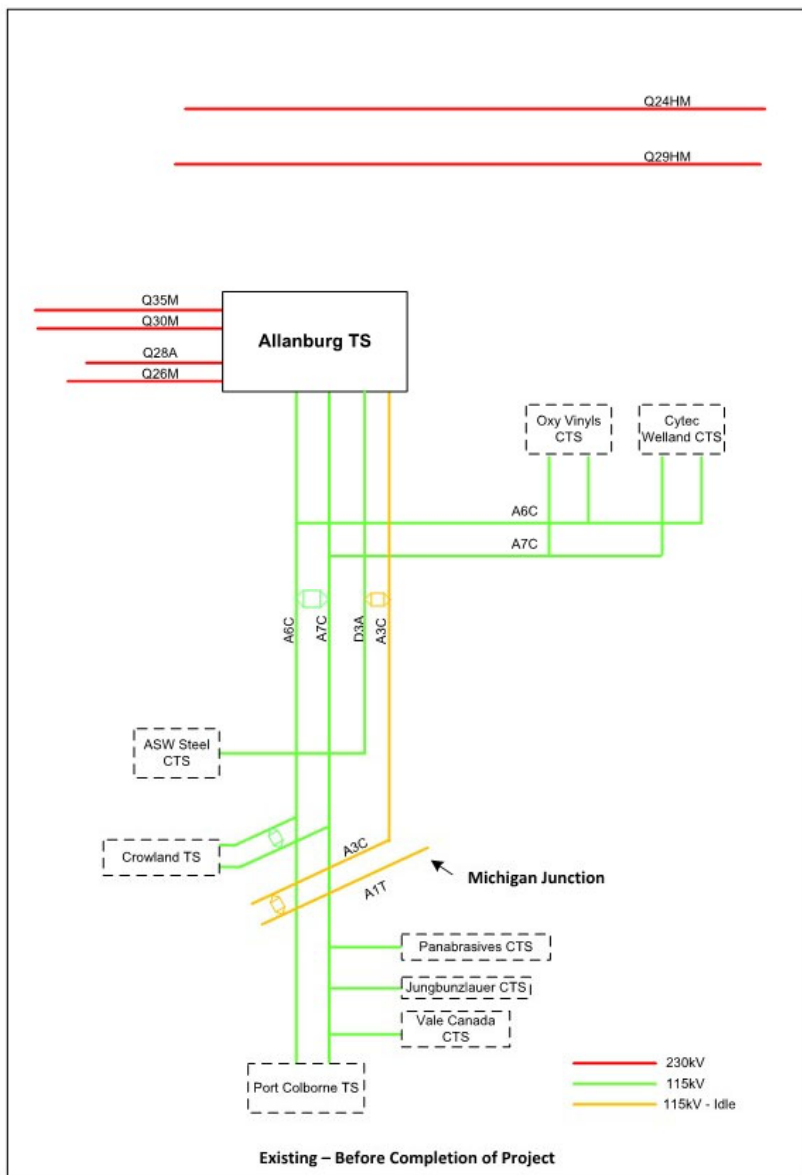 Q24HM
Q29HM
Q35M
Q30M
Allanburg TS
Q28A
Q26M
Oxy Vinyls
CTS
Cytec
Welland CTS
A6C
A7C
A6C
A7C
D3A
A3C
ASW Steel
CTS
Crowland TS
A3C
A1T
Michigan Junction
Panabrasives CTS
Jungbunzlauer CTS
Vale Canada
CTS
Port Colborne TS
230kV
115kV
115kV - Idle
Existing – Before Completion of Project